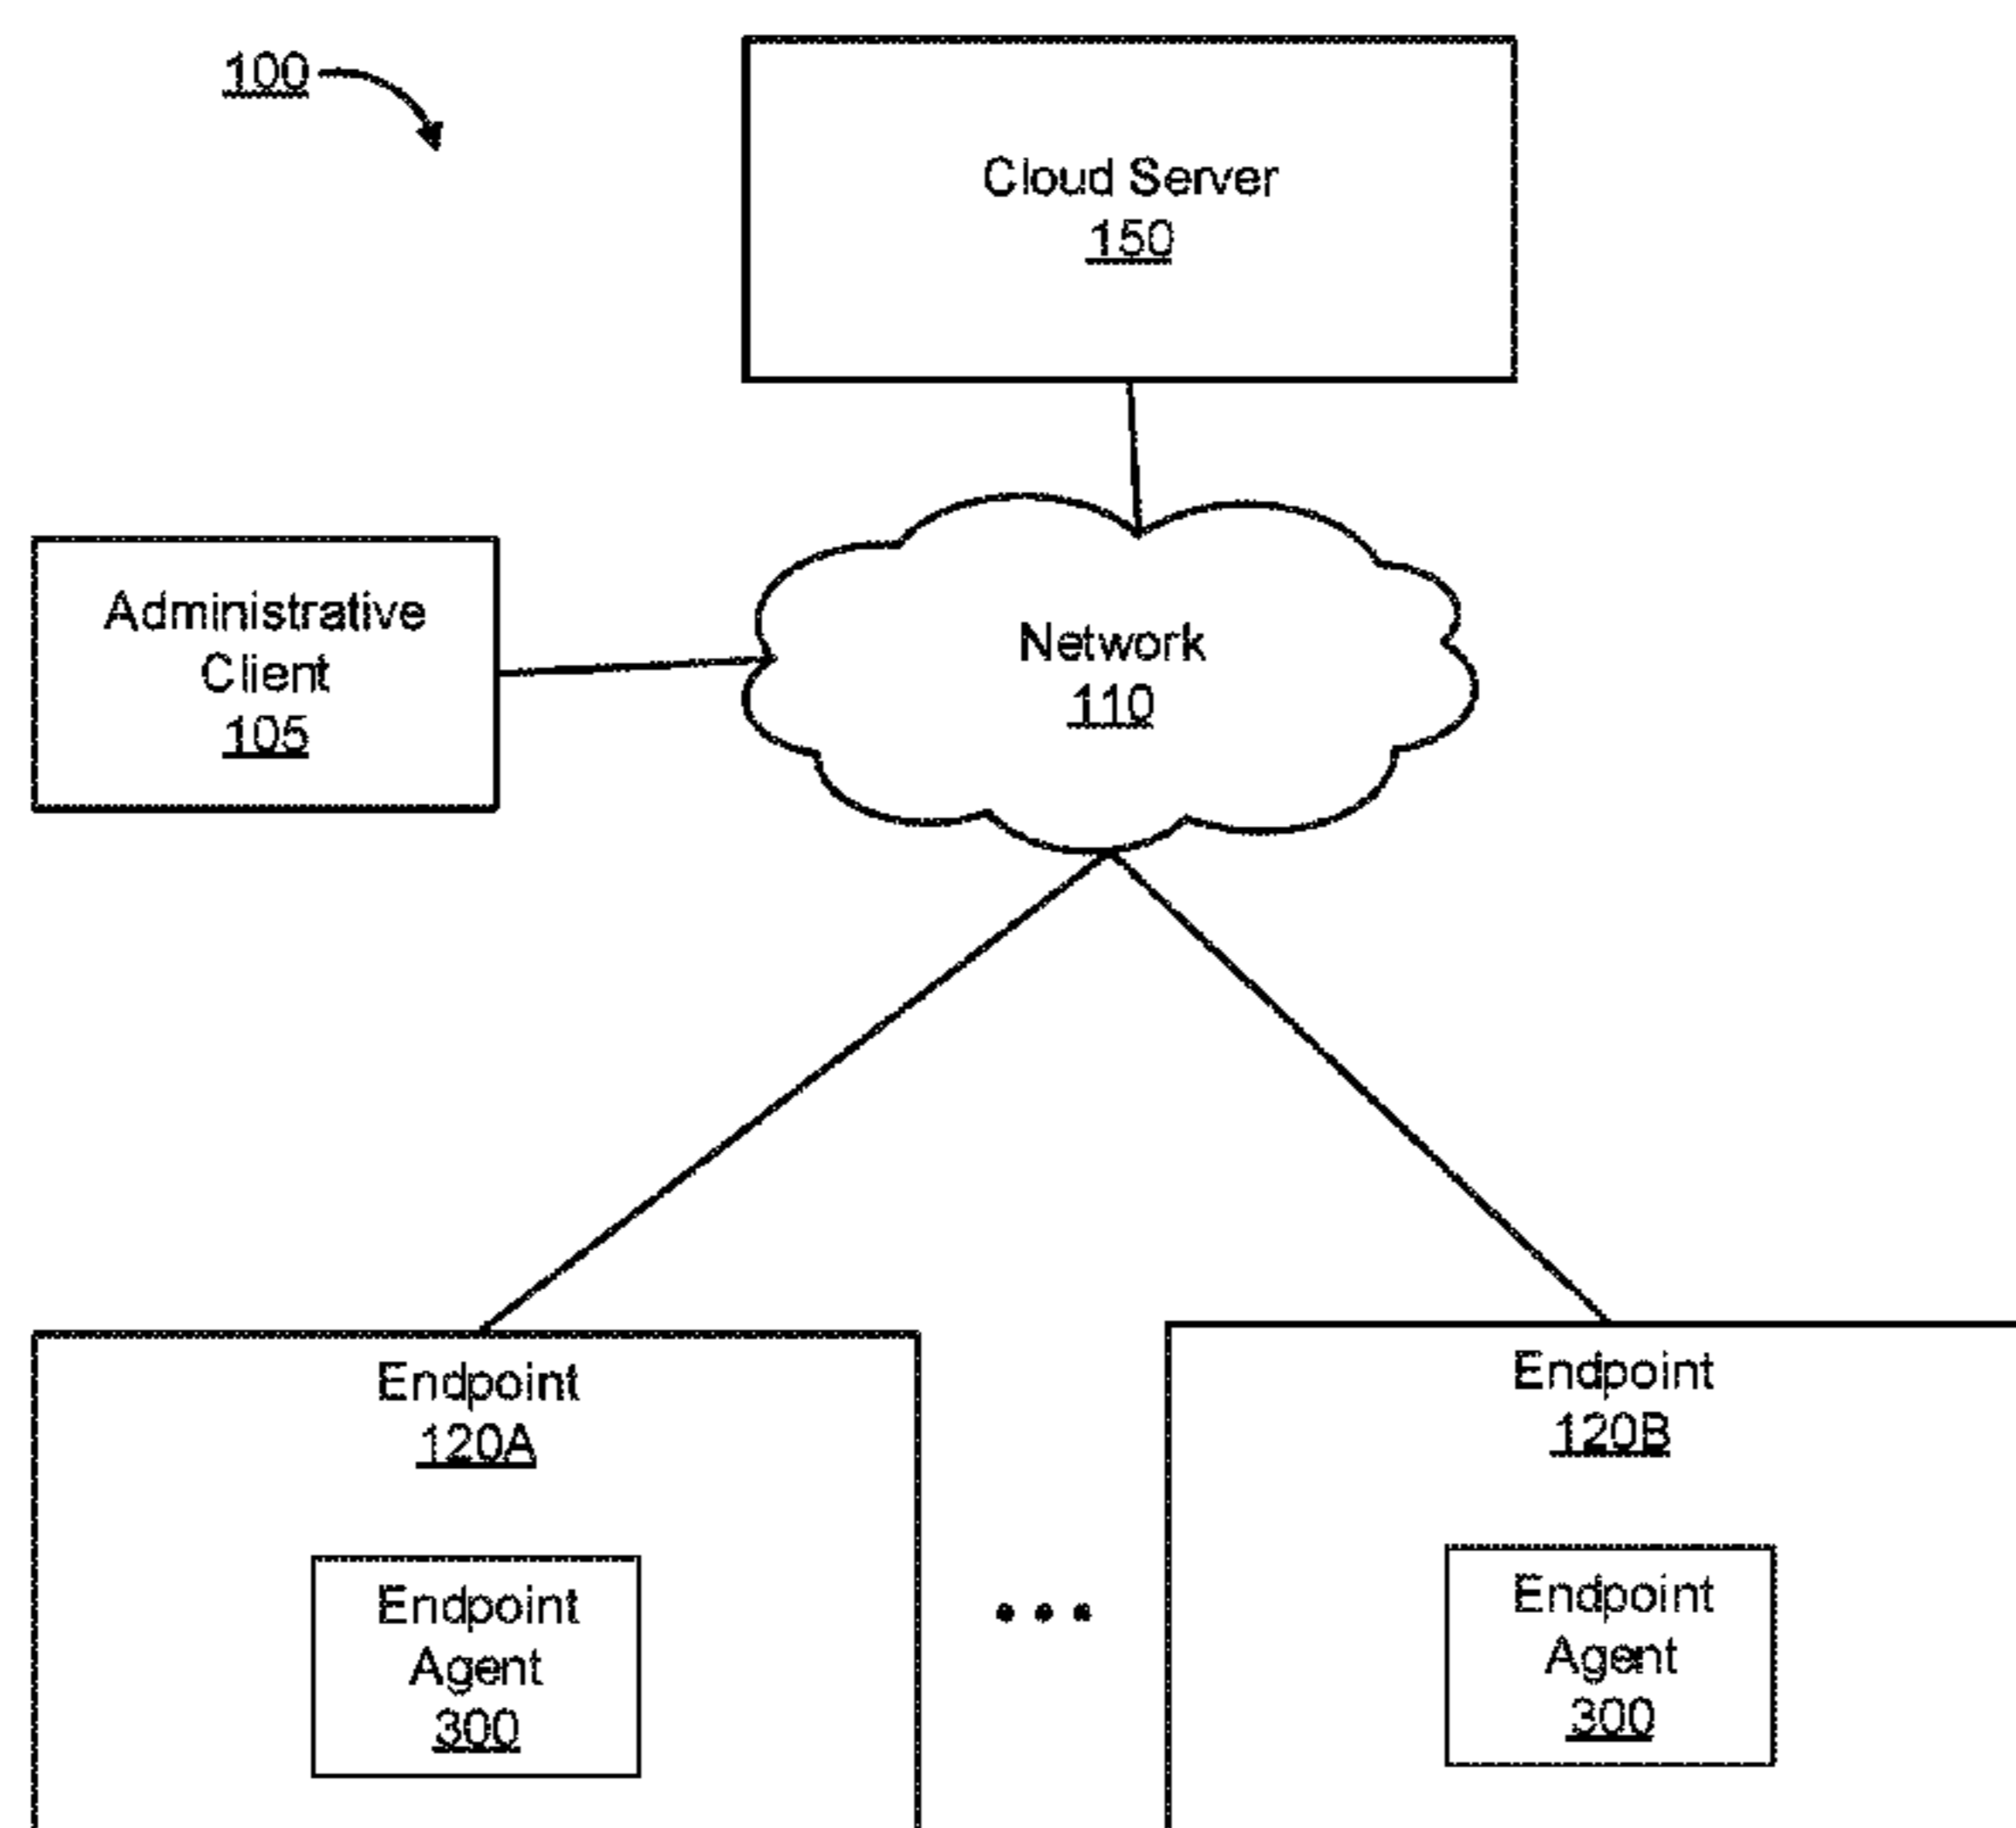 100
Cloud Server
150
Administrative
Client
105
Network
110
Endpoint
120A
Endpoint
Agent
300
...
Endpoint
120B
Endpoint
Agent
300